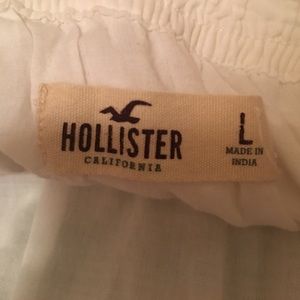 HOLLISTER
CALIFORNIA
L
MADE IN
INDIA